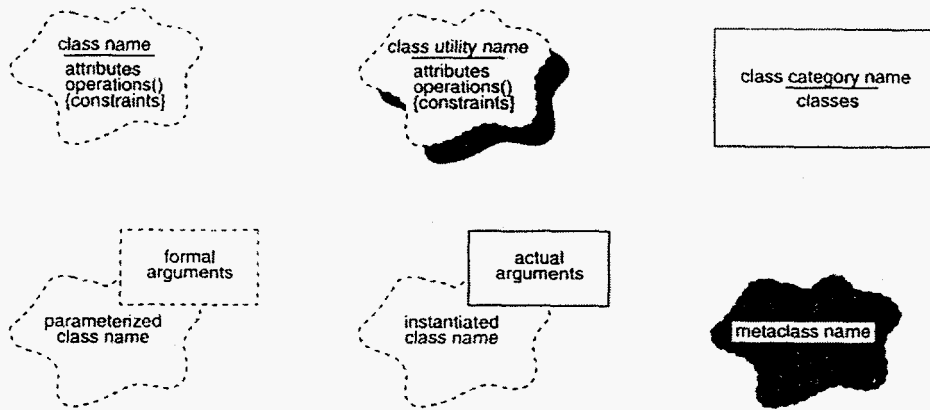 class name
attributes
operations()
{constraints}
class utility name
attributes
operations()
{constraints}
class category name
classes
formal
arguments
parameterized
class name
actual
arguments
instantiated
class name
metaclass name